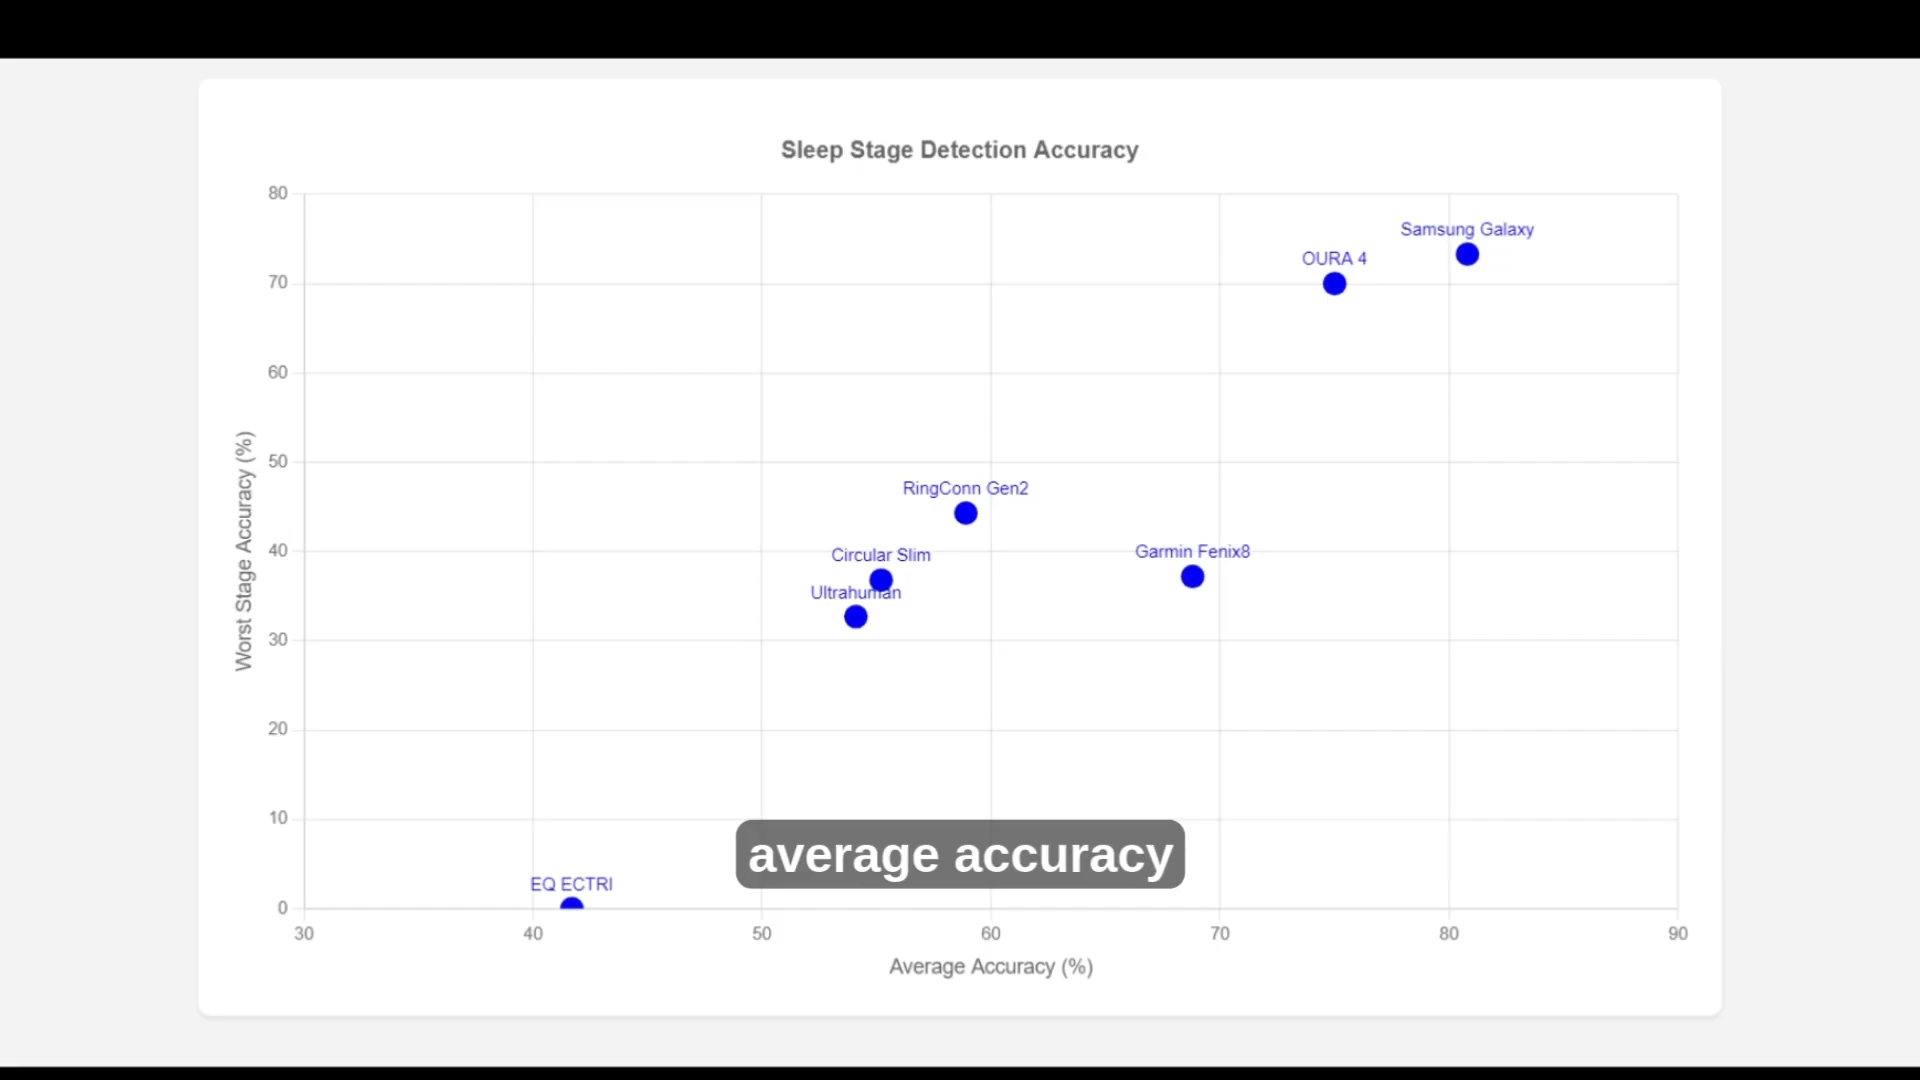 Sleep Stage Detection Accuracy
80
70
60
50
40
30
20
10
0
Worst Stage Accuracy (%)
Samsung Galaxy
OURA 4
RingConn Gen2
Circular Slim
Garmin Fenix8
Ultrahuman
EQ ECTRI
average accuracy
30 40 50 60 70 80 90
Average Accuracy (%)